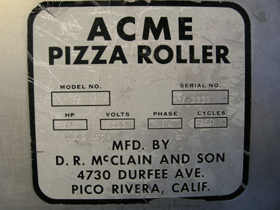 ACME
PIZZA ROLLER
MODEL NO. SERIAL NO.
HP VOLTS PHASE CYCLES
MFD. BY
D. R. McCLAIN AND SON
4730 DURFEE AVE.
PICO RIVERA, CALIF.